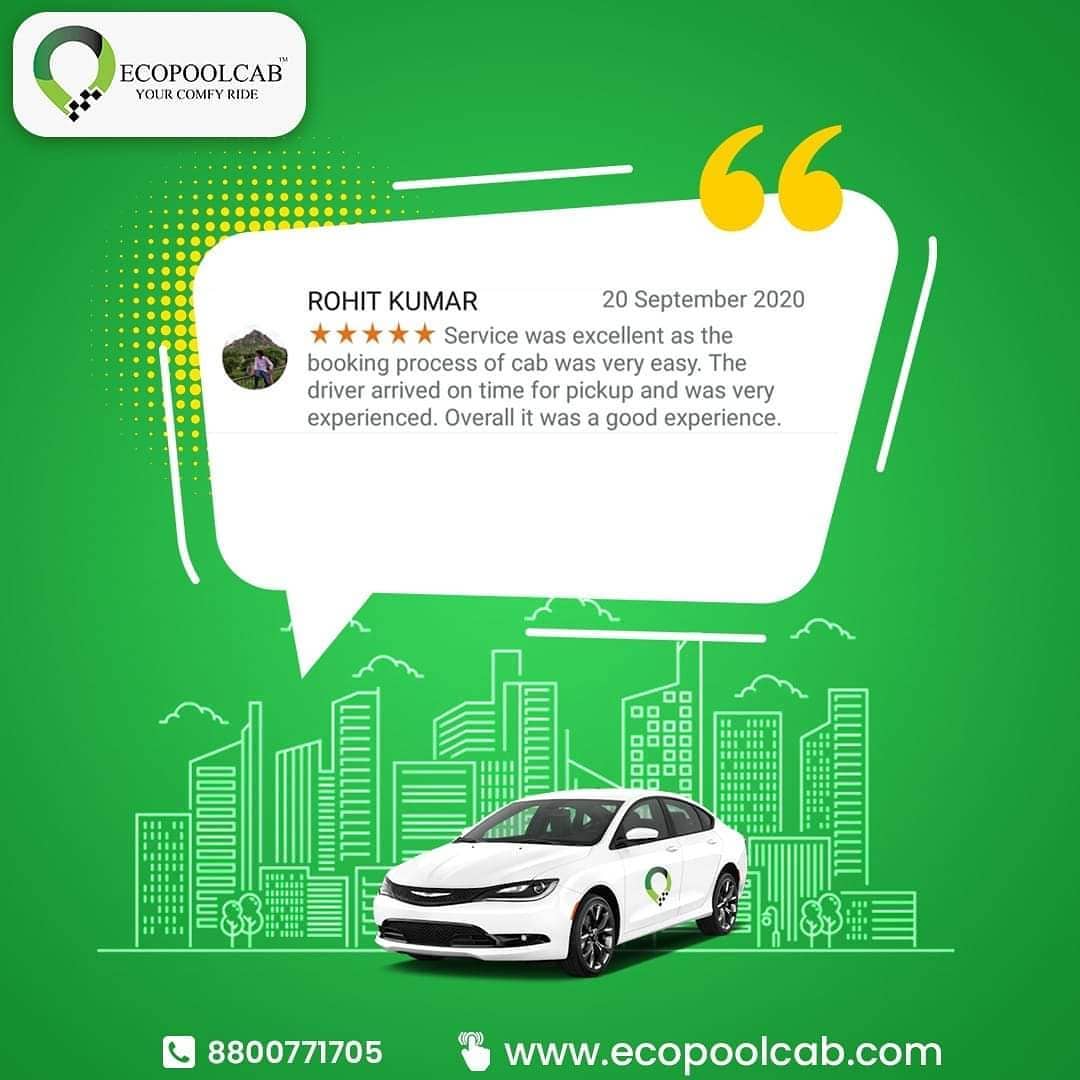 ECOPOOLCAB™
YOUR COMFY RIDE
ROHIT KUMAR 20 September 2020
★★★★★ Service was excellent as the
booking process of cab was very easy. The
driver arrived on time for pickup and was very
experienced. Overall it was a good experience.
8800771705 www.ecopoolcab.com